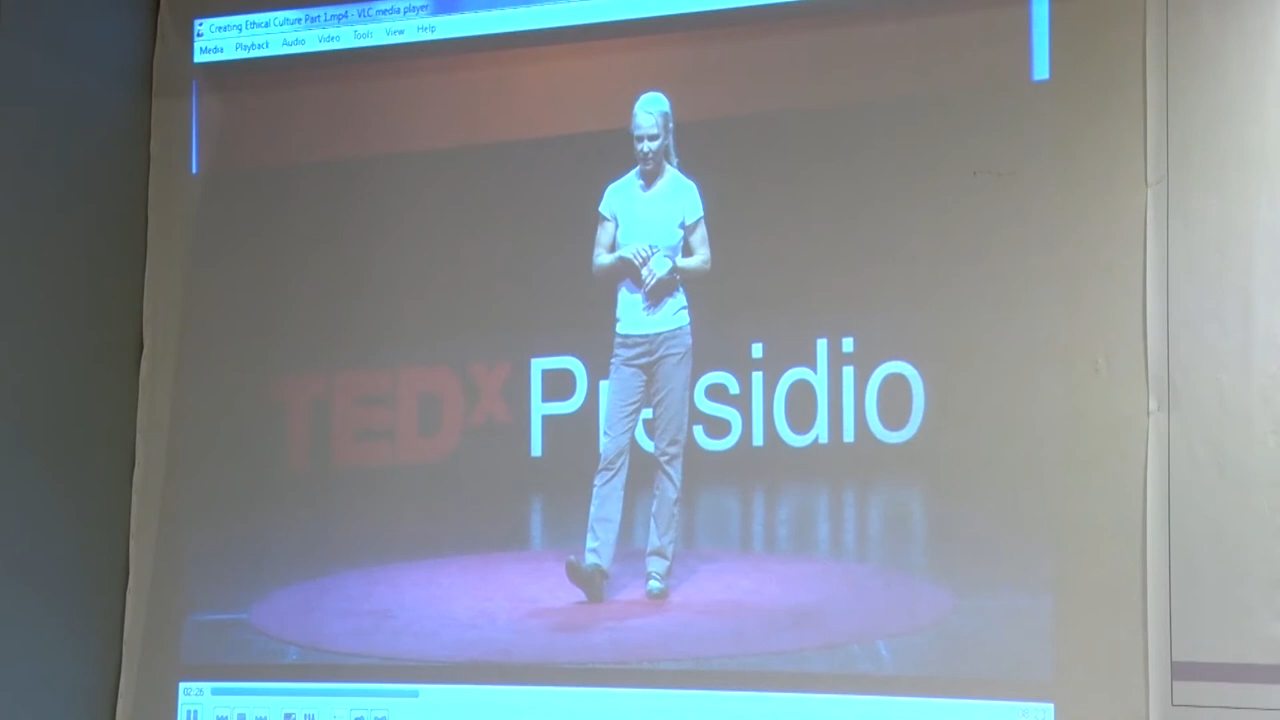 Creating Ethical Culture Part 1.mp4 - VLC media player
Media Playback Audio Video Tools View Help
TEDx Presidio
02:26